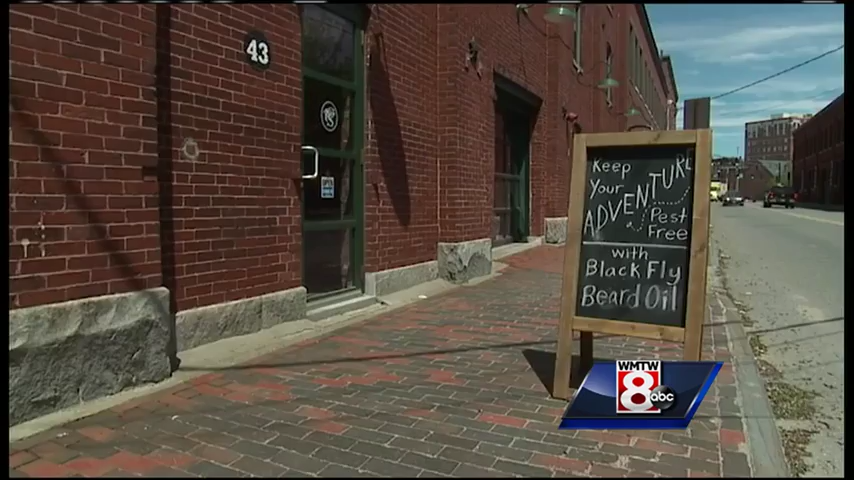 43
Keep
Your
ADVENTURE
Pest
Free
with
Black Fly
Beard Oil
WMTW
8 abc